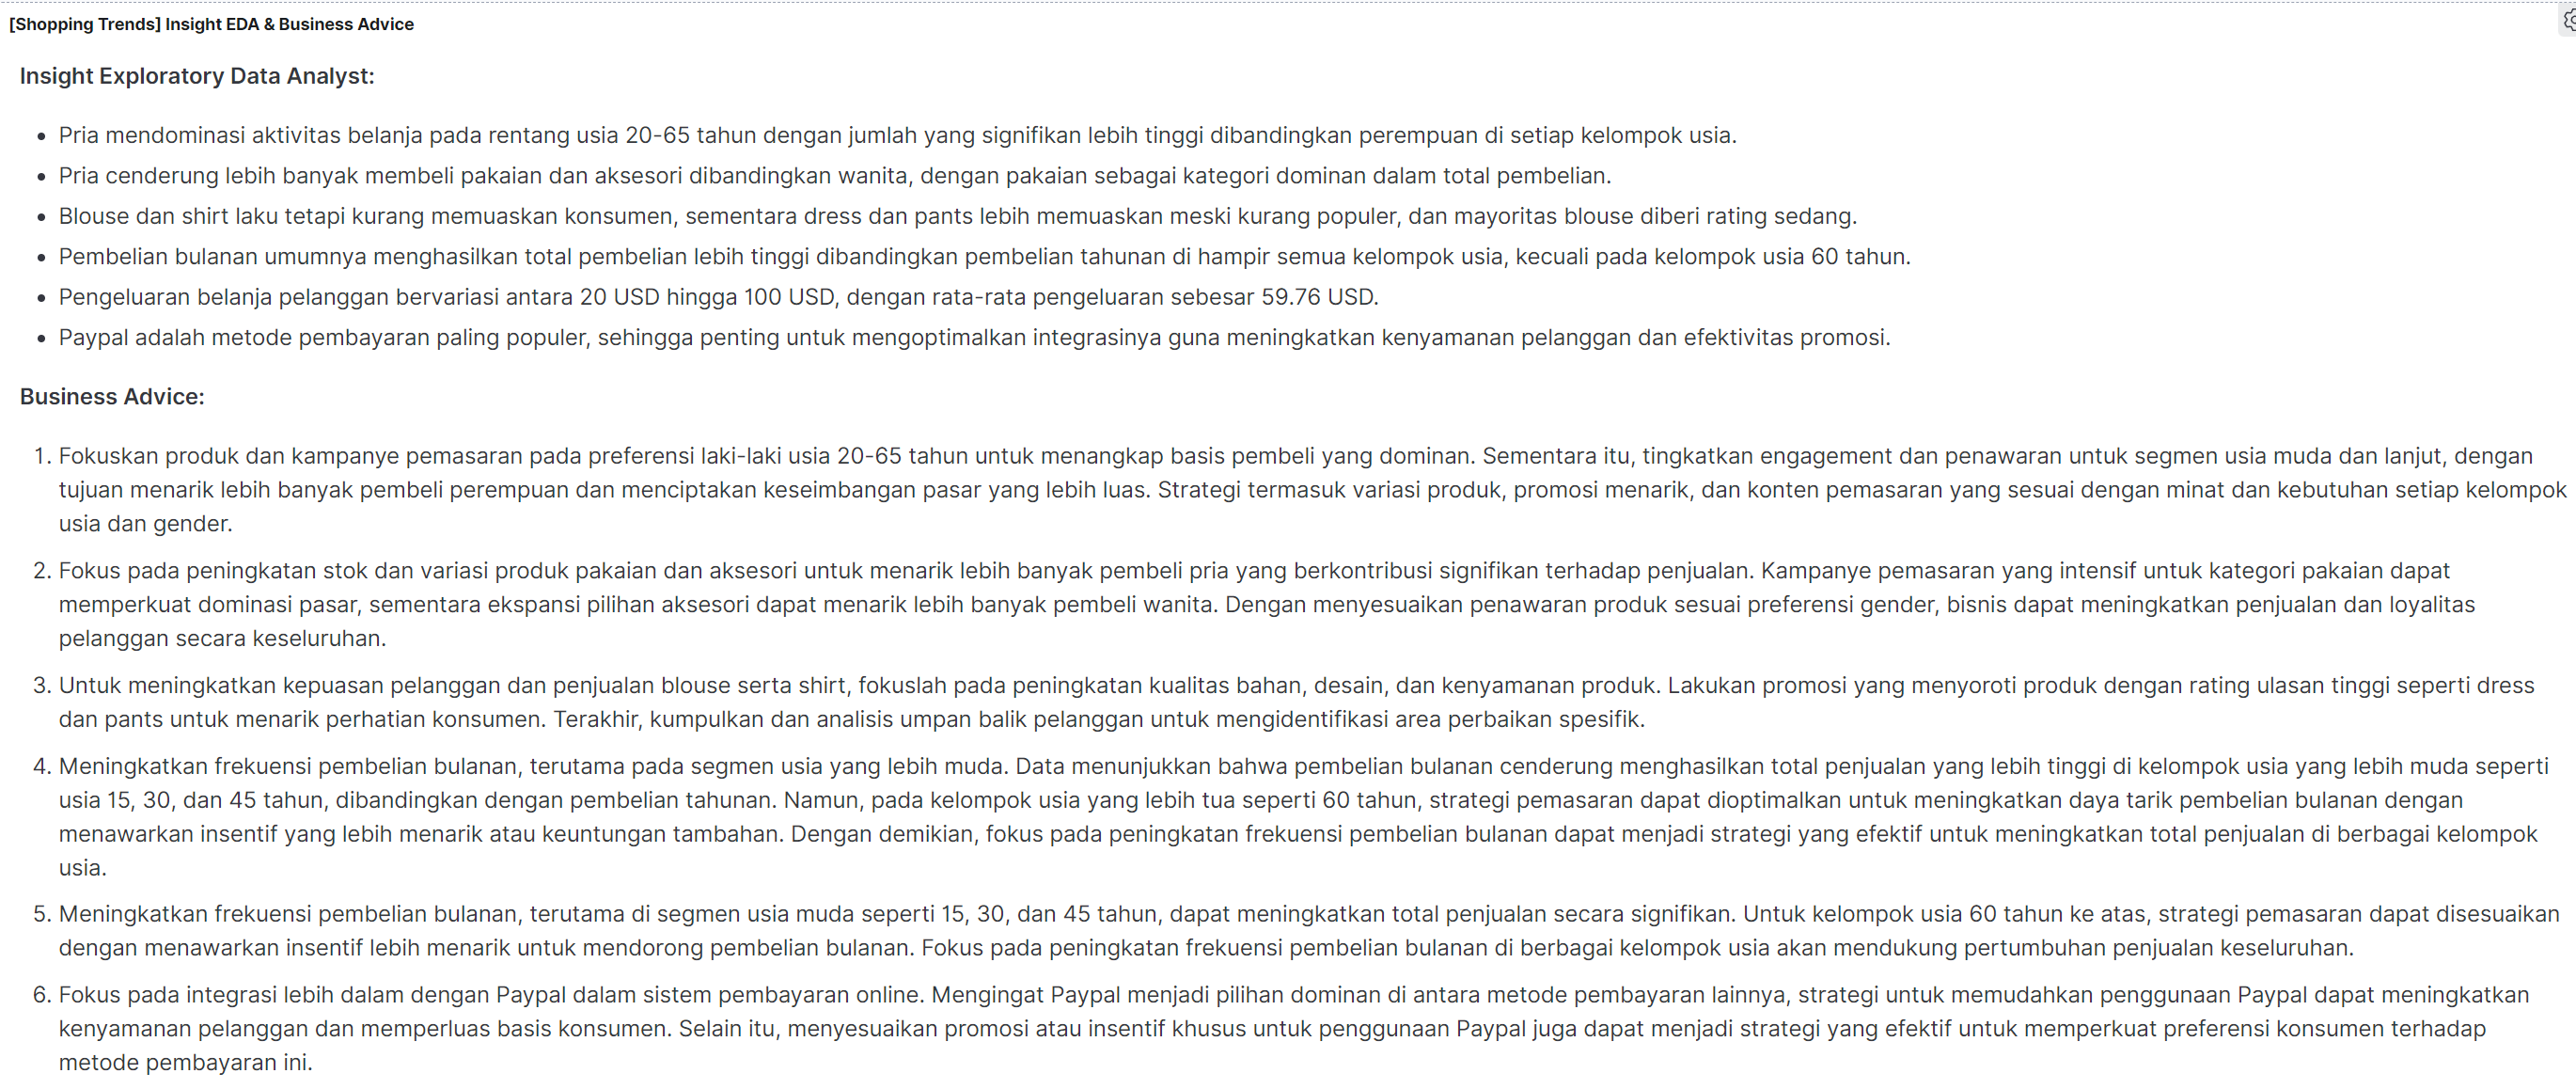 [Shopping Trends] Insight EDA & Business Advice
Insight Exploratory Data Analyst:
• Pria mendominasi aktivitas belanja pada rentang usia 20-65 tahun dengan jumlah yang signifikan lebih tinggi dibandingkan perempuan di setiap kelompok usia.
• Pria cenderung lebih banyak membeli pakaian dan aksesori dibandingkan wanita, dengan pakaian sebagai kategori dominan dalam total pembelian.
• Blouse dan shirt laku tetapi kurang memuaskan konsumen, sementara dress dan pants lebih memuaskan meski kurang populer, dan mayoritas blouse diberi rating sedang.
• Pembelian bulanan umumnya menghasilkan total pembelian lebih tinggi dibandingkan pembelian tahunan di hampir semua kelompok usia, kecuali pada kelompok usia 60 tahun.
• Pengeluaran belanja pelanggan bervariasi antara 20 USD hingga 100 USD, dengan rata-rata pengeluaran sebesar 59.76 USD.
• Paypal adalah metode pembayaran paling populer, sehingga penting untuk mengoptimalkan integrasinya guna meningkatkan kenyamanan pelanggan dan efektivitas promosi.
Business Advice:
1. Fokuskan produk dan kampanye pemasaran pada preferensi laki-laki usia 20-65 tahun untuk menangkap basis pembeli yang dominan. Sementara itu, tingkatkan engagement dan penawaran untuk segmen usia muda dan lanjut, dengan
tujuan menarik lebih banyak pembeli perempuan dan menciptakan keseimbangan pasar yang lebih luas. Strategi termasuk variasi produk, promosi menarik, dan konten pemasaran yang sesuai dengan minat dan kebutuhan setiap kelompok
usia dan gender.
2. Fokus pada peningkatan stok dan variasi produk pakaian dan aksesori untuk menarik lebih banyak pembeli pria yang berkontribusi signifikan terhadap penjualan. Kampanye pemasaran yang intensif untuk kategori pakaian dapat
memperkuat dominasi pasar, sementara ekspansi pilihan aksesori dapat menarik lebih banyak pembeli wanita. Dengan menyesuaikan penawaran produk sesuai preferensi gender, bisnis dapat meningkatkan penjualan dan loyalitas
pelanggan secara keseluruhan.
3. Untuk meningkatkan kepuasan pelanggan dan penjualan blouse serta shirt, fokuslah pada peningkatan kualitas bahan, desain, dan kenyamanan produk. Lakukan promosi yang menyoroti produk dengan rating ulasan tinggi seperti dress
dan pants untuk menarik perhatian konsumen. Terakhir, kumpulkan dan analisis umpan balik pelanggan untuk mengidentifikasi area perbaikan spesifik.
4. Meningkatkan frekuensi pembelian bulanan, terutama pada segmen usia yang lebih muda. Data menunjukkan bahwa pembelian bulanan cenderung menghasilkan total penjualan yang lebih tinggi di kelompok usia yang lebih muda seperti
usia 15, 30, dan 45 tahun, dibandingkan dengan pembelian tahunan. Namun, pada kelompok usia yang lebih tua seperti 60 tahun, strategi pemasaran dapat dioptimalkan untuk meningkatkan daya tarik pembelian bulanan dengan
menawarkan insentif yang lebih menarik atau keuntungan tambahan. Dengan demikian, fokus pada peningkatan frekuensi pembelian bulanan dapat menjadi strategi yang efektif untuk meningkatkan total penjualan di berbagai kelompok
usia.
5. Meningkatkan frekuensi pembelian bulanan, terutama di segmen usia muda seperti 15, 30, dan 45 tahun, dapat meningkatkan total penjualan secara signifikan. Untuk kelompok usia 60 tahun ke atas, strategi pemasaran dapat disesuaikan
dengan menawarkan insentif lebih menarik untuk mendorong pembelian bulanan. Fokus pada peningkatan frekuensi pembelian bulanan di berbagai kelompok usia akan mendukung pertumbuhan penjualan keseluruhan.
6. Fokus pada integrasi lebih dalam dengan Paypal dalam sistem pembayaran online. Mengingat Paypal menjadi pilihan dominan di antara metode pembayaran lainnya, strategi untuk memudahkan penggunaan Paypal dapat meningkatkan
kenyamanan pelanggan dan memperluas basis konsumen. Selain itu, menyesuaikan promosi atau insentif khusus untuk penggunaan Paypal juga dapat menjadi strategi yang efektif untuk memperkuat preferensi konsumen terhadap
metode pembayaran ini.